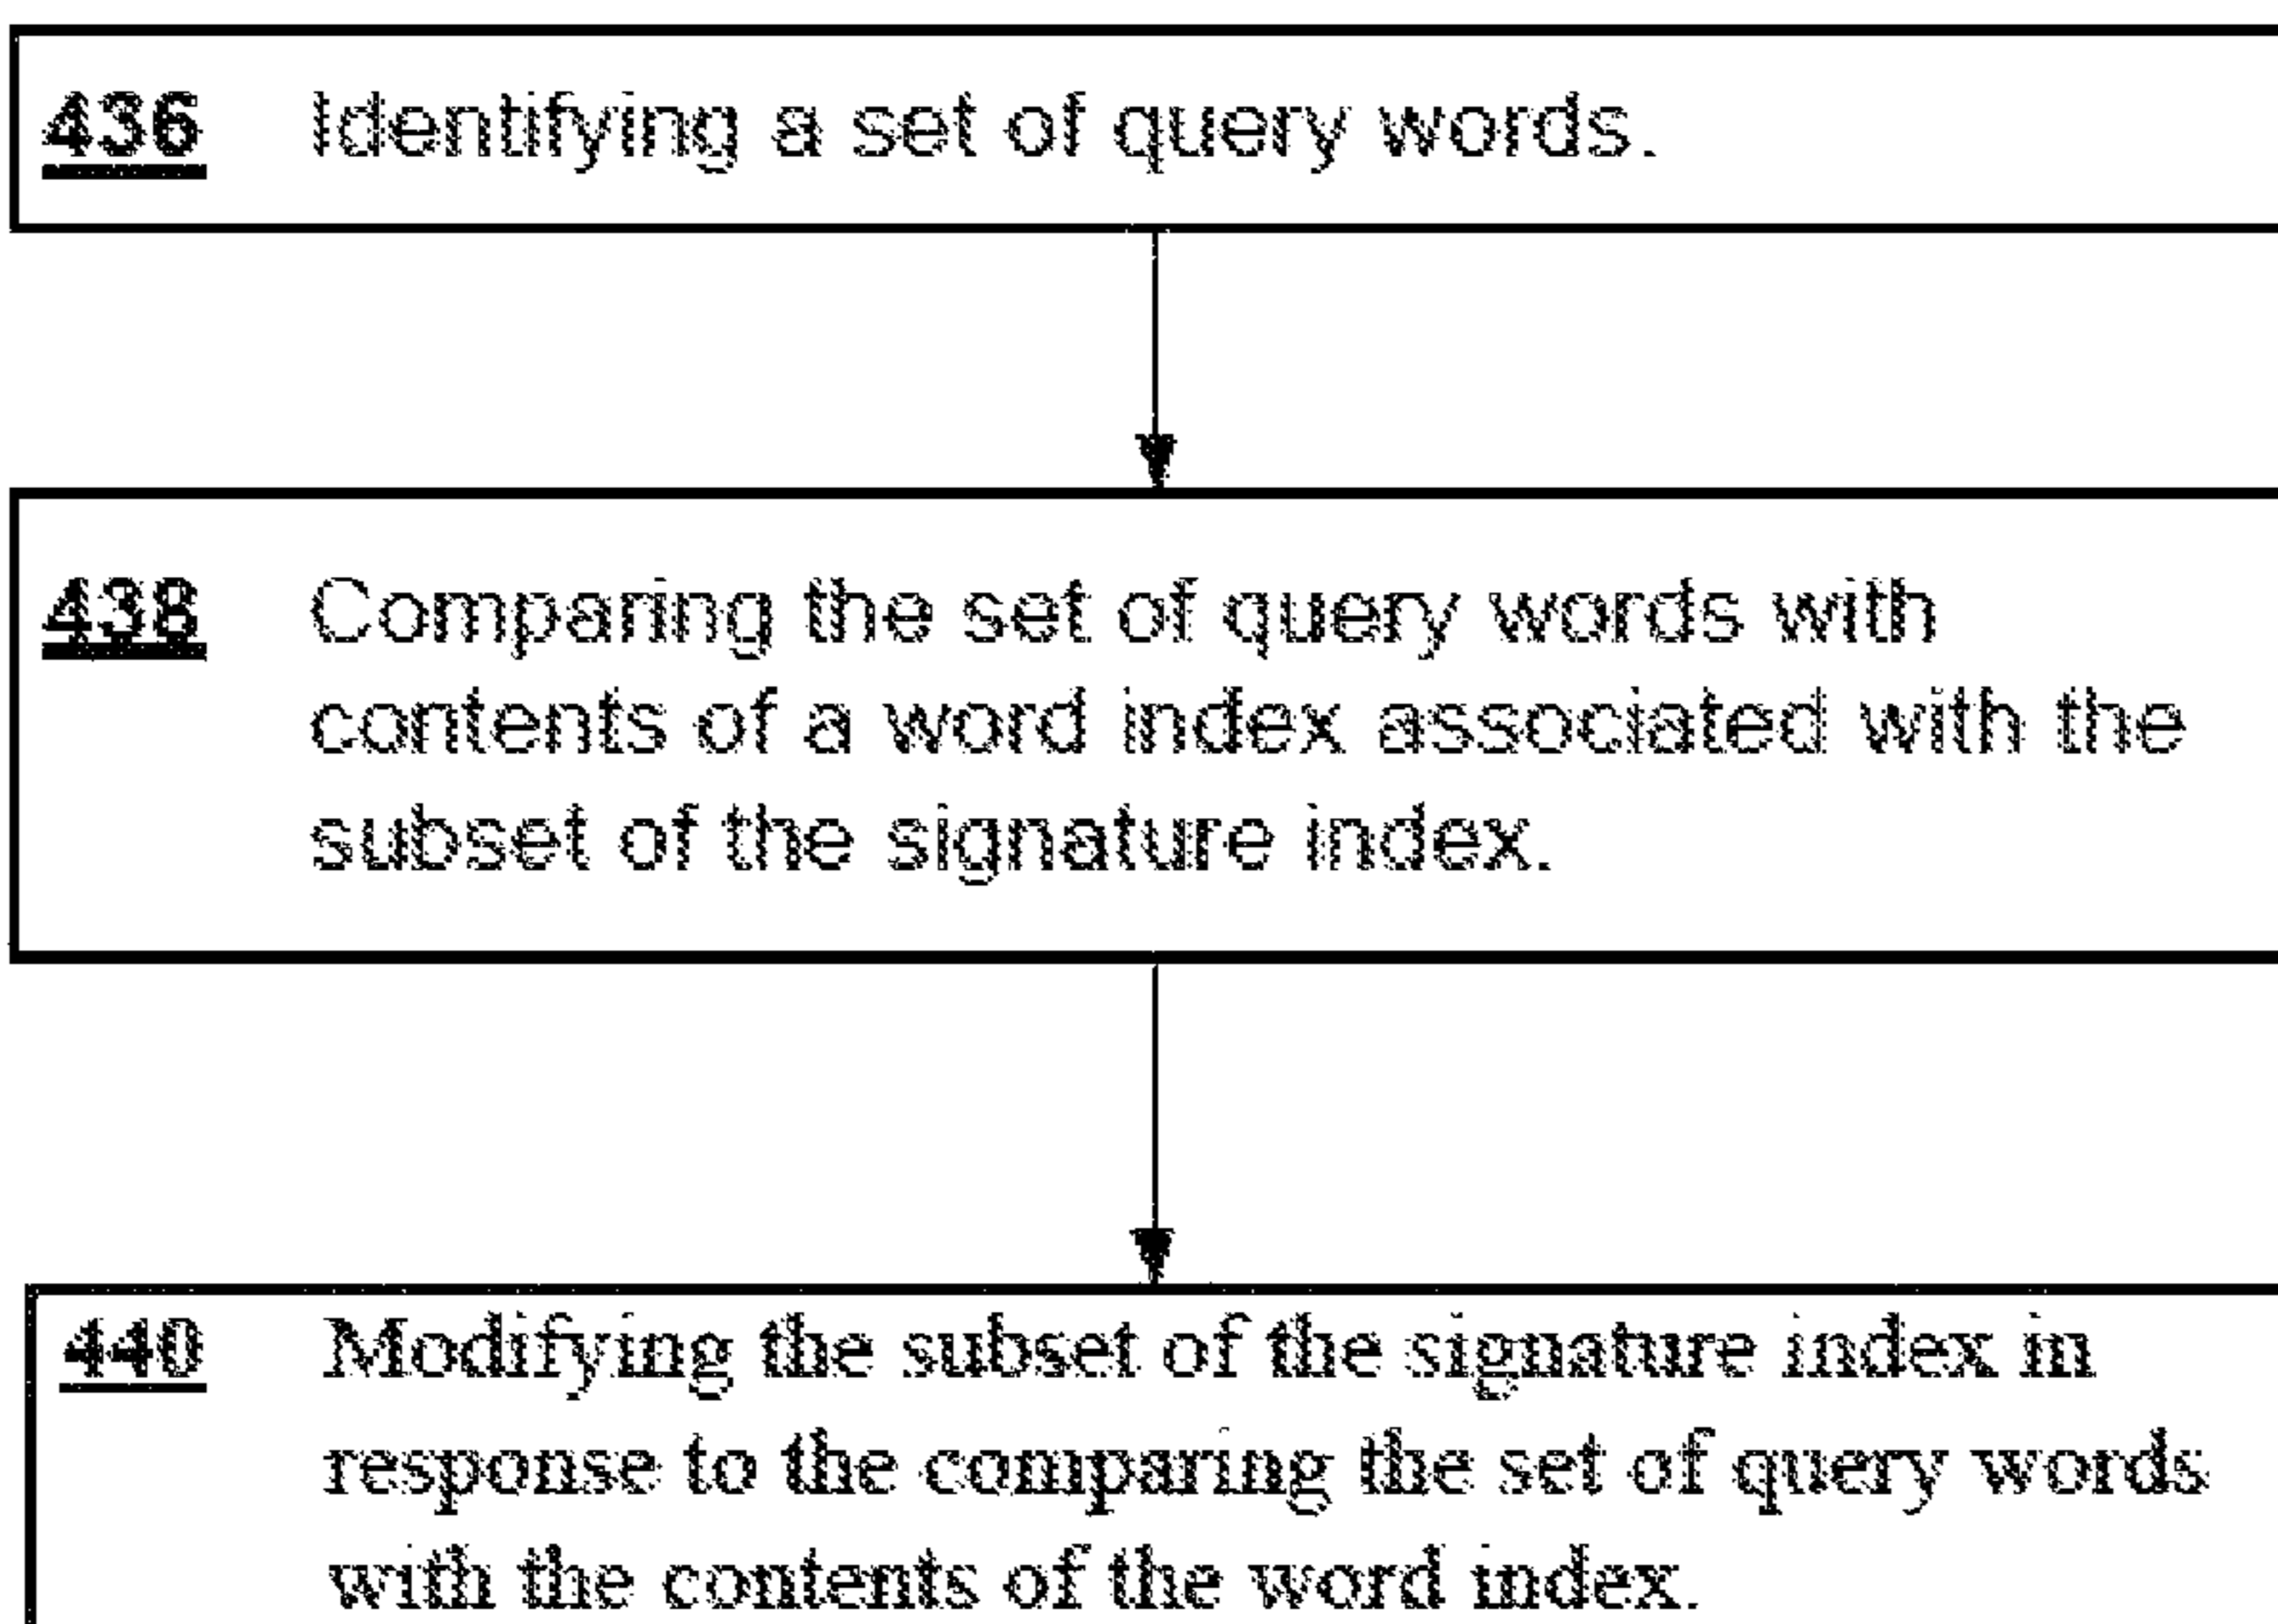 436 Identifying a set of query words.
438 Comparing the set of query words with
contents of a word index associated with the
subset of the signature index.
440 Modifying the subset of the signature index in
response to the comparing the set of query words
with the contents of the word index.